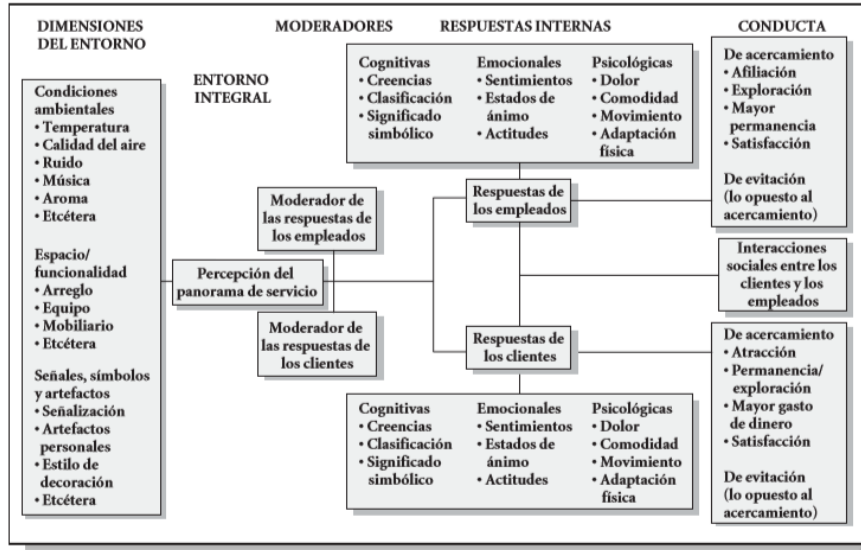 DIMENSIONES
DEL ENTORNO
MODERADORES
RESPUESTAS INTERNAS
CONDUCTA
ENTORNO
INTEGRAL
Condiciones
ambientales
• Temperatura
• Calidad del aire
• Ruido
• Música
• Aroma
• Etcétera
Espacio/
funcionalidad
• Arreglo
• Equipo
• Mobiliario
• Etcétera
Señales, símbolos
y artefactos
• Señalización
• Artefactos
personales
• Estilo de
decoración
• Etcétera
Percepción del
panorama de servicio
Moderador de
las respuestas de
los empleados
Moderador de
las respuestas de
los clientes
Cognitivas
• Creencias
• Clasificación
• Significado
simbólico
Emocionales
• Sentimientos
• Estados de
ánimo
• Actitudes
Psicológicas
• Dolor
• Comodidad
• Movimiento
• Adaptación
física
Respuestas de
los empleados
Respuestas de
los clientes
Cognitivas
• Creencias
• Clasificación
• Significado
simbólico
Emocionales
• Sentimientos
• Estados de
ánimo
• Actitudes
Psicológicas
• Dolor
• Comodidad
• Movimiento
• Adaptación
física
De acercamiento
• Afiliación
• Exploración
• Mayor
permanencia
• Satisfacción
De evitación
(lo opuesto al
acercamiento)
Interacciones
sociales entre los
clientes y los
empleados
De acercamiento
• Atracción
• Permanencia/
exploración
• Mayor gasto
de dinero
• Satisfacción
De evitación
(lo opuesto al
acercamiento)